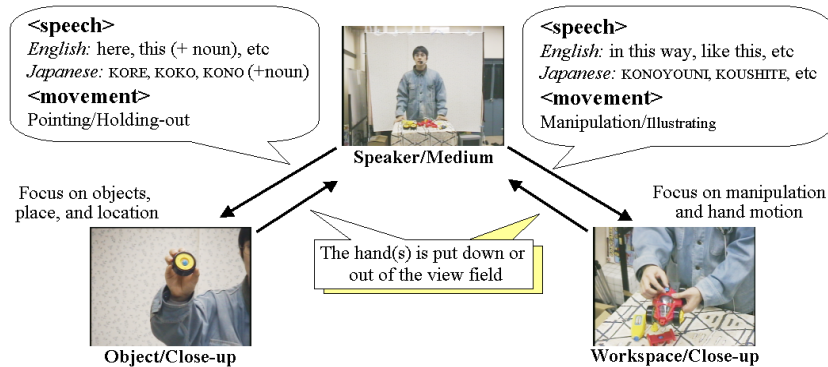 <speech>
English: here, this (+ noun), etc
Japanese: KORE, KOKO, KONO (+noun)
<movement>
Pointing/Holding-out
<speech>
English: in this way, like this, etc
Japanese: KONOYOUNI, KOUSHITE, etc
<movement>
Manipulation/Illustrating
Speaker/Medium
Focus on objects,
place, and location
Focus on manipulation
and hand motion
The hand(s) is put down or
out of the view field
Object/Close-up
Workspace/Close-up